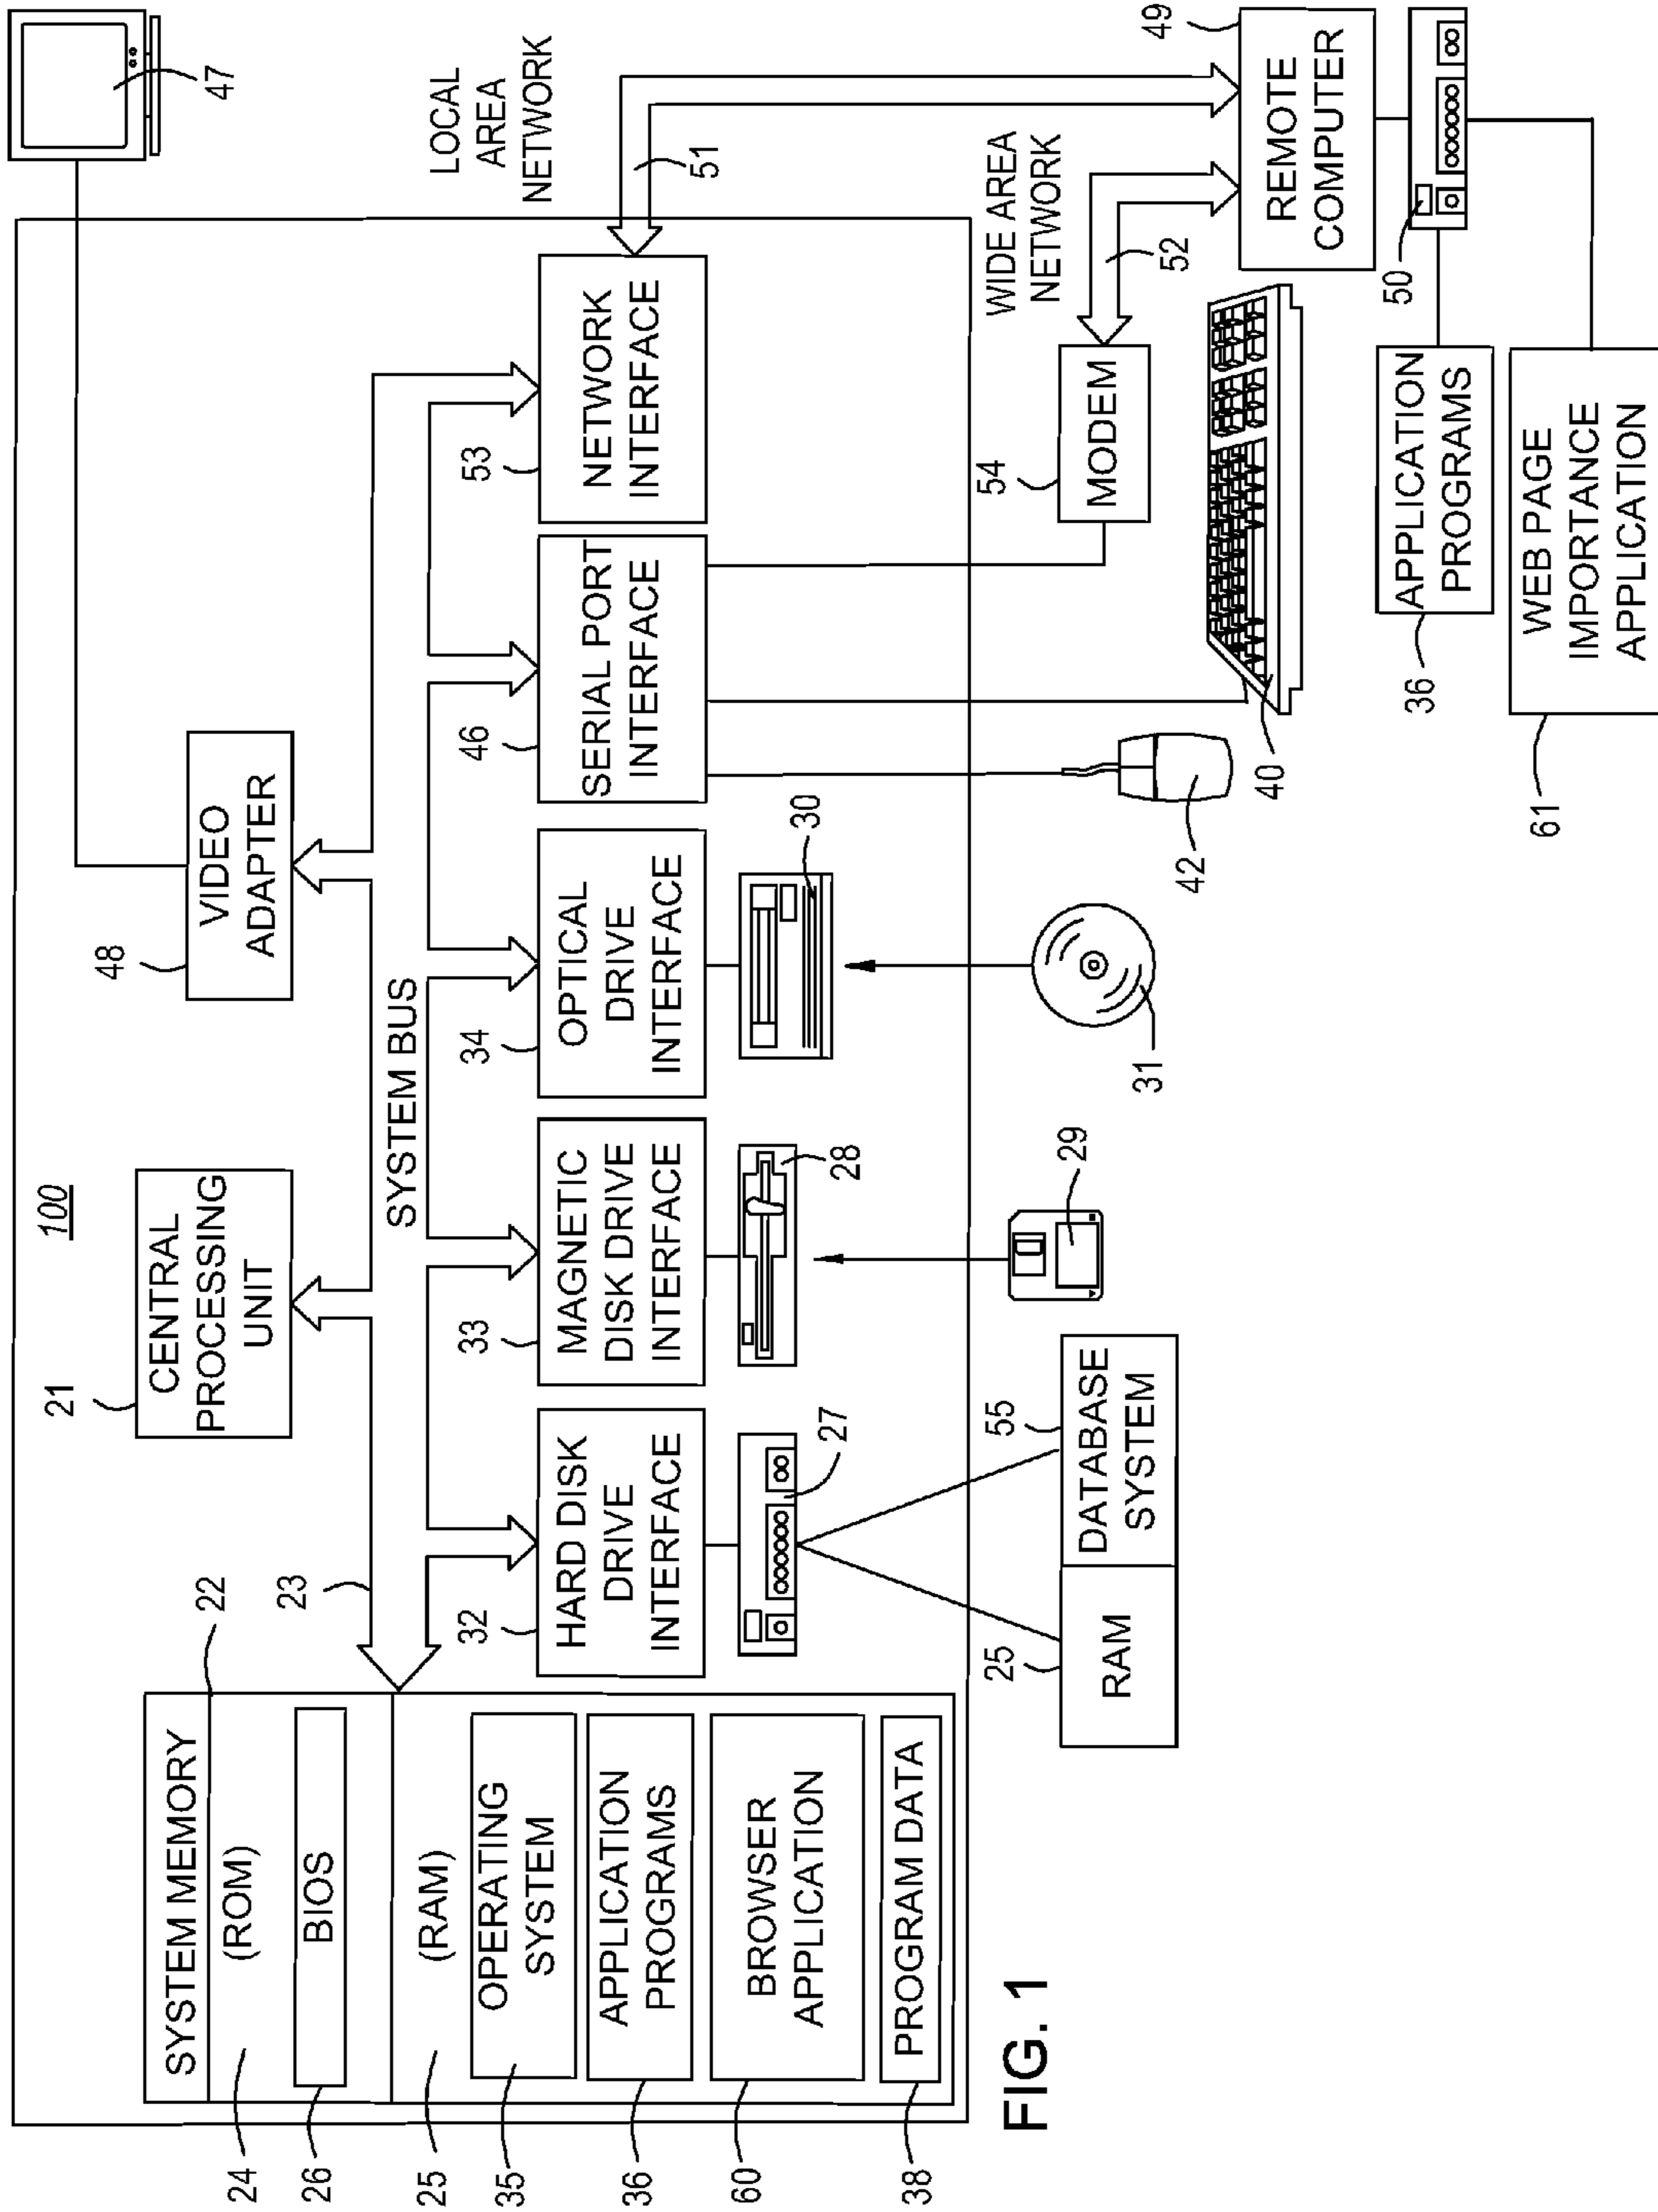 100
47
SYSTEM MEMORY
22
24
(ROM)
26
BIOS
25
(RAM)
35
OPERATING
SYSTEM
36
APPLICATION
PROGRAMS
60
BROWSER
APPLICATION
38
PROGRAM DATA
21
CENTRAL
PROCESSING
UNIT
48
VIDEO
ADAPTER
23
SYSTEM BUS
32
HARD DISK
DRIVE
INTERFACE
33
MAGNETIC
DISK DRIVE
INTERFACE
34
OPTICAL
DRIVE
INTERFACE
46
SERIAL PORT
INTERFACE
53
NETWORK
INTERFACE
LOCAL
AREA
NETWORK
51
27
28
30
25
RAM
55
DATABASE
SYSTEM
29
31
42
40
54
MODEM
WIDE AREA
NETWORK
52
49
REMOTE
COMPUTER
50
36
APPLICATION
PROGRAMS
61
WEB PAGE
IMPORTANCE
APPLICATION
FIG. 1